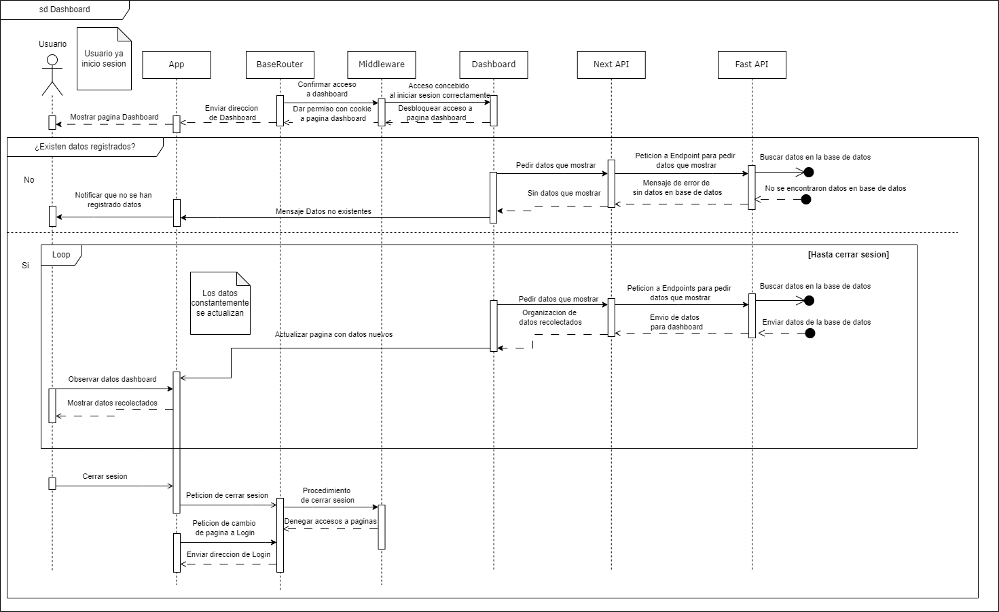 sd Dashboard
Usuario
Usuario ya
inicio sesion
App
BaseRouter
Middleware
Dashboard
Next API
Fast API
Confirmar acceso
a dashboard
Acceso concebido
al iniciar sesion correctamente
Mostrar pagina Dashboard
Enviar direccion
de Dashboard
Dar permiso con cookie
a pagina dashboard
Desbloquear acceso a
pagina dashboard
¿Existen datos registrados?
No
Pedir datos que mostrar
Peticion a Endpoint para pedir
datos que mostrar
Buscar datos en la base de datos
Notificar que no se han
registrado datos
Mensaje Datos no existentes
Sin datos que mostrar
Mensaje de error de
sin datos en base de datos
No se encontraron datos en base de datos
Si
Loop
[Hasta cerrar sesion]
Los datos
constantemente
se actualizan
Pedir datos que mostrar
Peticion a Endpoints para pedir
datos que mostrar
Buscar datos en la base de datos
Organizacion de
datos recolectados
Envio de datos
para dashboard
Enviar datos de la base de datos
Actualizar pagina con datos nuevos
Observar datos dashboard
Mostrar datos recolectados
Cerrar sesion
Peticion de cerrar sesion
Procedimiento
de cerrar sesion
Denegar accesos a paginas
Peticion de cambio
de pagina a Login
Enviar direccion de Login